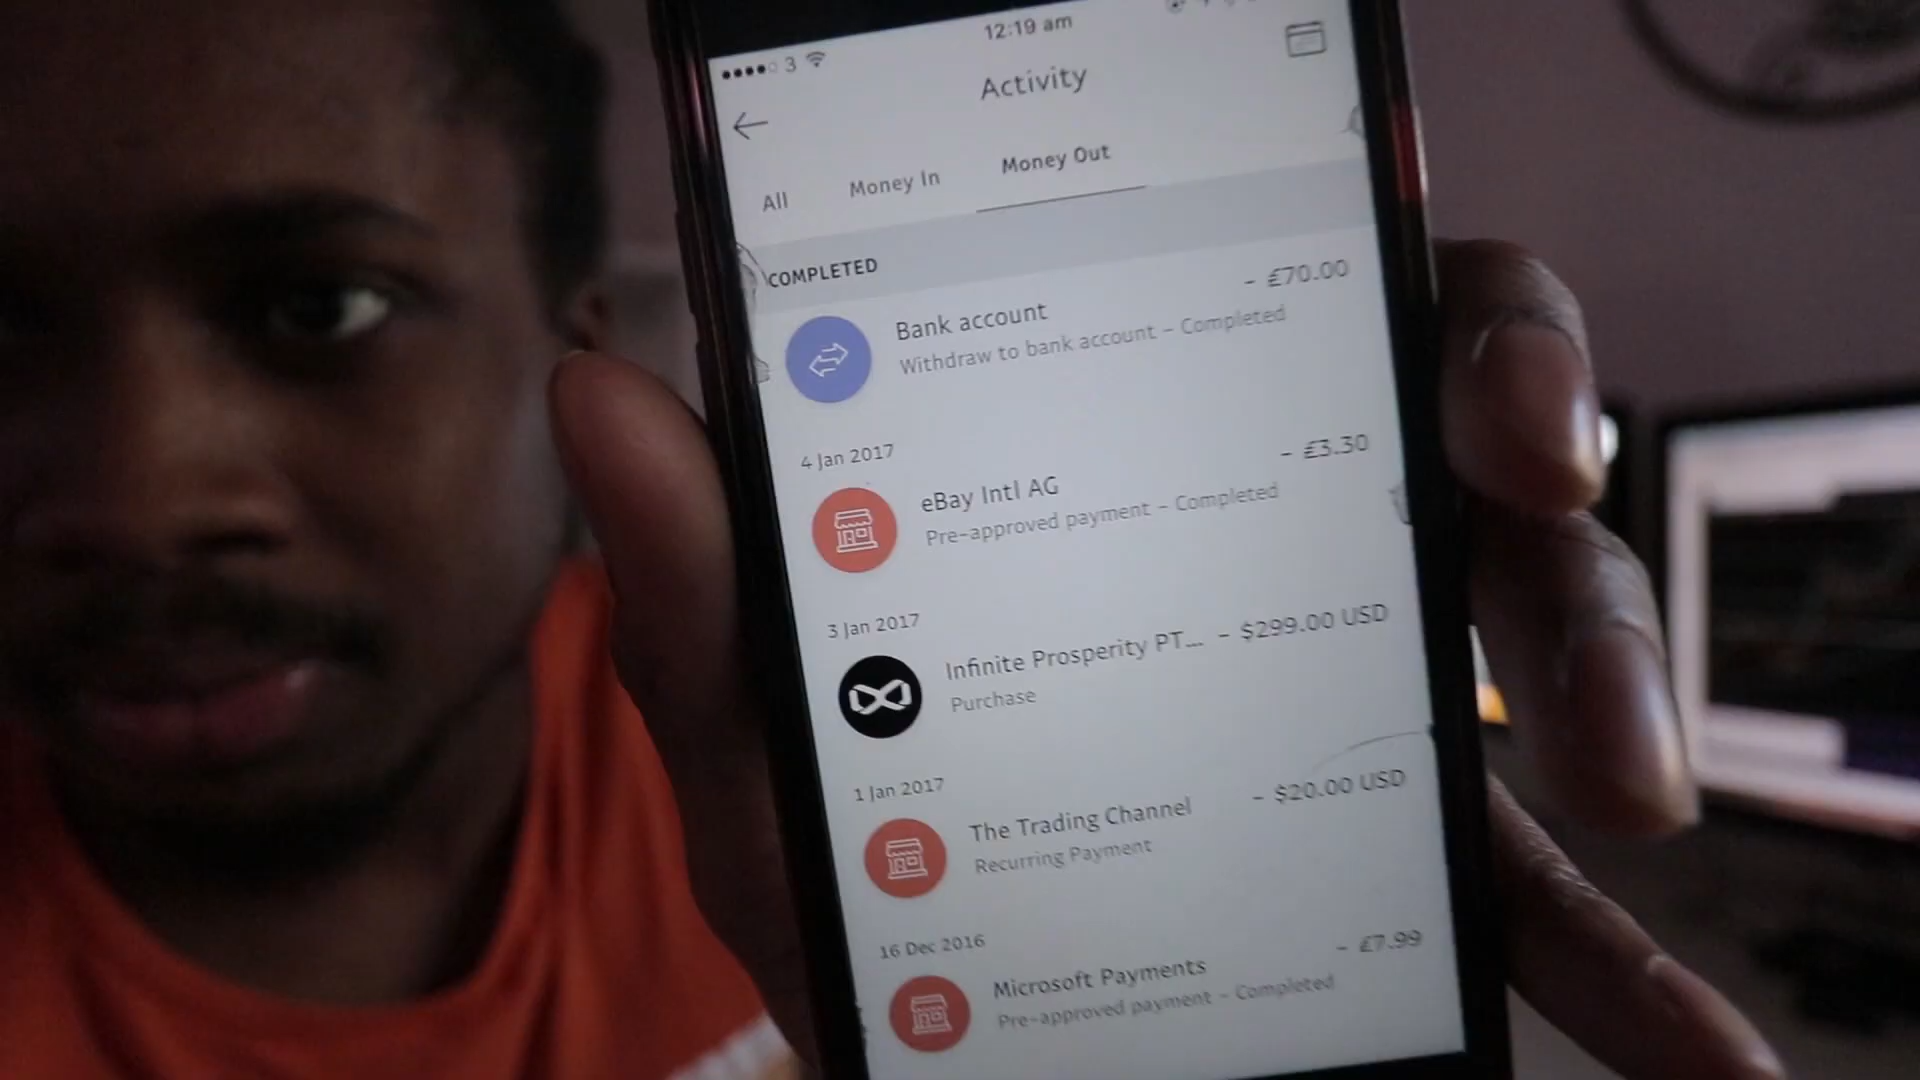 12:19 am
3
Activity
All Money In Money Out
COMPLETED
Bank account - £70.00
Withdraw to bank account – Completed
4 Jan 2017
eBay Intl AG - £3.30
Pre-approved payment – Completed
3 Jan 2017
Infinite Prosperity PT... - $299.00 USD
Purchase
1 Jan 2017
The Trading Channel - $20.00 USD
Recurring Payment
16 Dec 2016
Microsoft Payments - £7.99
Pre-approved payment – Completed